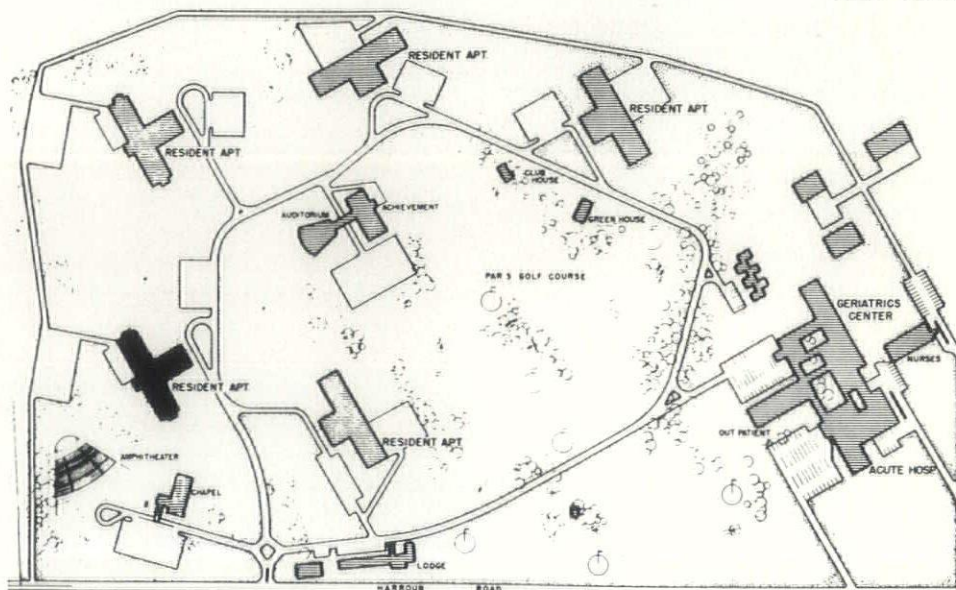 RESIDENT APT.
RESIDENT APT.
RESIDENT APT.
CLUB
HOUSE
AUDITORIUM
ACHIEVEMENT
GREEN HOUSE
PAR 3 GOLF COURSE
GERIATRICS
CENTER
NURSES
RESIDENT APT.
RESIDENT APT.
OUT PATIENT
AMPHITHEATER
ACUTE HOSP.
CHAPEL
LODGE
HARBOUR ROAD